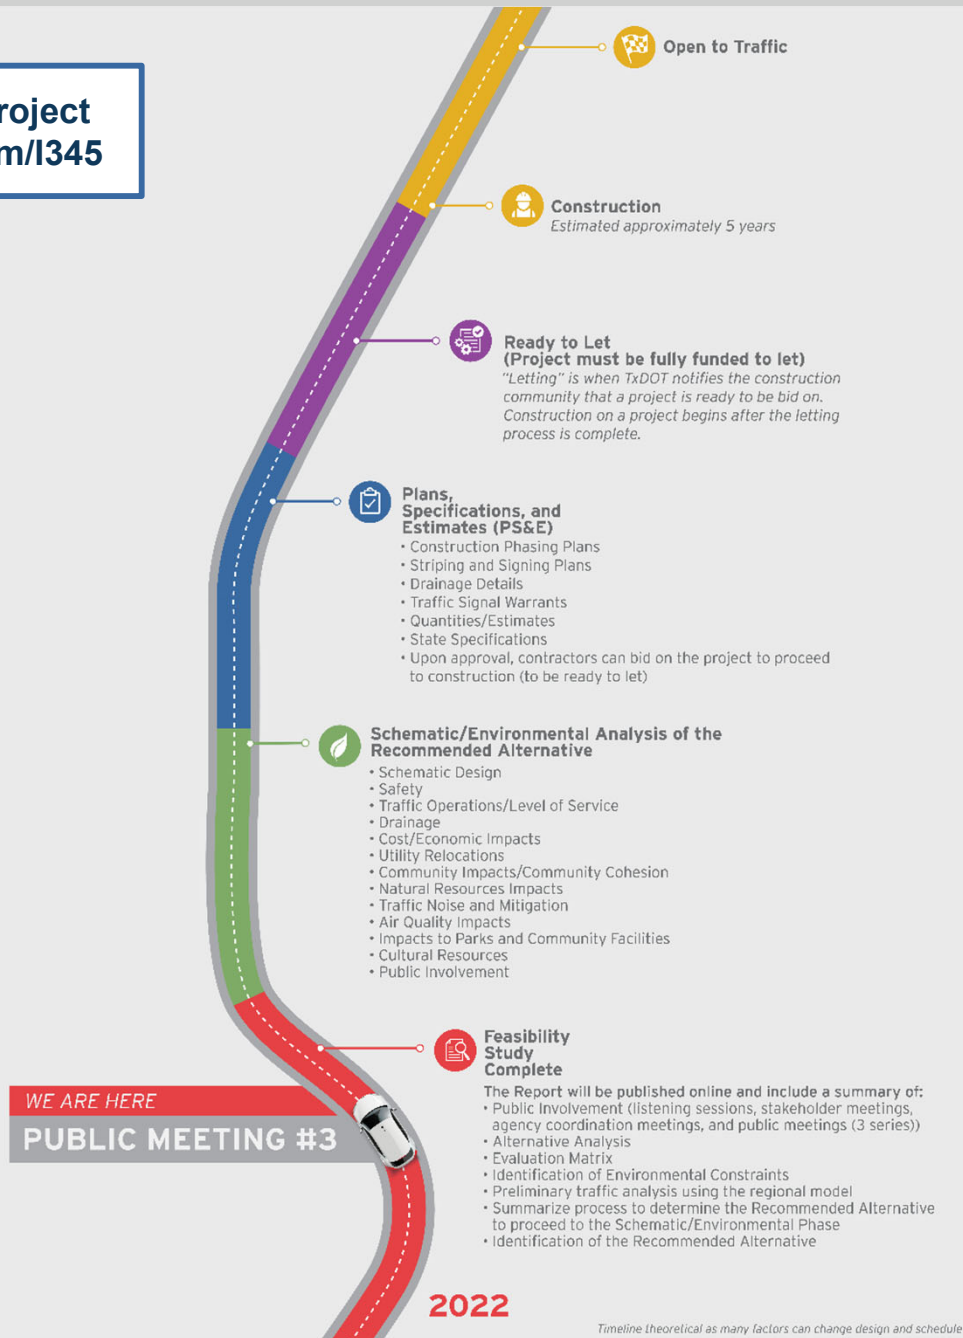 Open to Traffic
roject
m/I345
Construction
Estimated approximately 5 years
Ready to Let
(Project must be fully funded to let)
"Letting" is when TxDOT notifies the construction
community that a project is ready to be bid on.
Construction on a project begins after the letting
process is complete.
Plans,
Specifications, and
Estimates (PS&E)
• Construction Phasing Plans
• Striping and Signing Plans
• Drainage Details
• Traffic Signal Warrants
• Quantities/Estimates
• State Specifications
• Upon approval, contractors can bid on the project to proceed
to construction (to be ready to let)
Schematic/Environmental Analysis of the
Recommended Alternative
• Schematic Design
• Safety
• Traffic Operations/Level of Service
• Drainage
• Cost/Economic Impacts
• Utility Relocations
• Community Impacts/Community Cohesion
• Natural Resources Impacts
• Traffic Noise and Mitigation
• Air Quality Impacts
• Impacts to Parks and Community Facilities
• Cultural Resources
• Public Involvement
Feasibility
Study
Complete
The Report will be published online and include a summary of:
• Public Involvement (listening sessions, stakeholder meetings,
agency coordination meetings, and public meetings (3 series))
• Alternative Analysis
• Evaluation Matrix
• Identification of Environmental Constraints
• Preliminary traffic analysis using the regional model
• Summarize process to determine the Recommended Alternative
to proceed to the Schematic/Environmental Phase
• Identification of the Recommended Alternative
WE ARE HERE
PUBLIC MEETING #3
2022
Timeline theoretical as many factors can change design and schedule